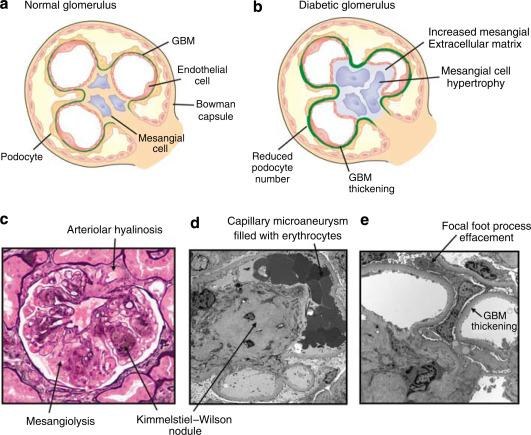 a Normal glomerulus
GBM
Endothelial
cell
Bowman
capsule
Mesangial
cell
Podocyte
b Diabetic glomerulus
Increased mesangial
Extracellular matrix
Mesangial cell
hypertrophy
Reduced
podocyte
number
GBM
thickening
c
Arteriolar hyalinosis
Mesangiolysis
d
Capillary microaneurysm
filled with erythrocytes
Kimmelstiel–Wilson
nodule
e
Focal foot process
effacement
GBM
thickening